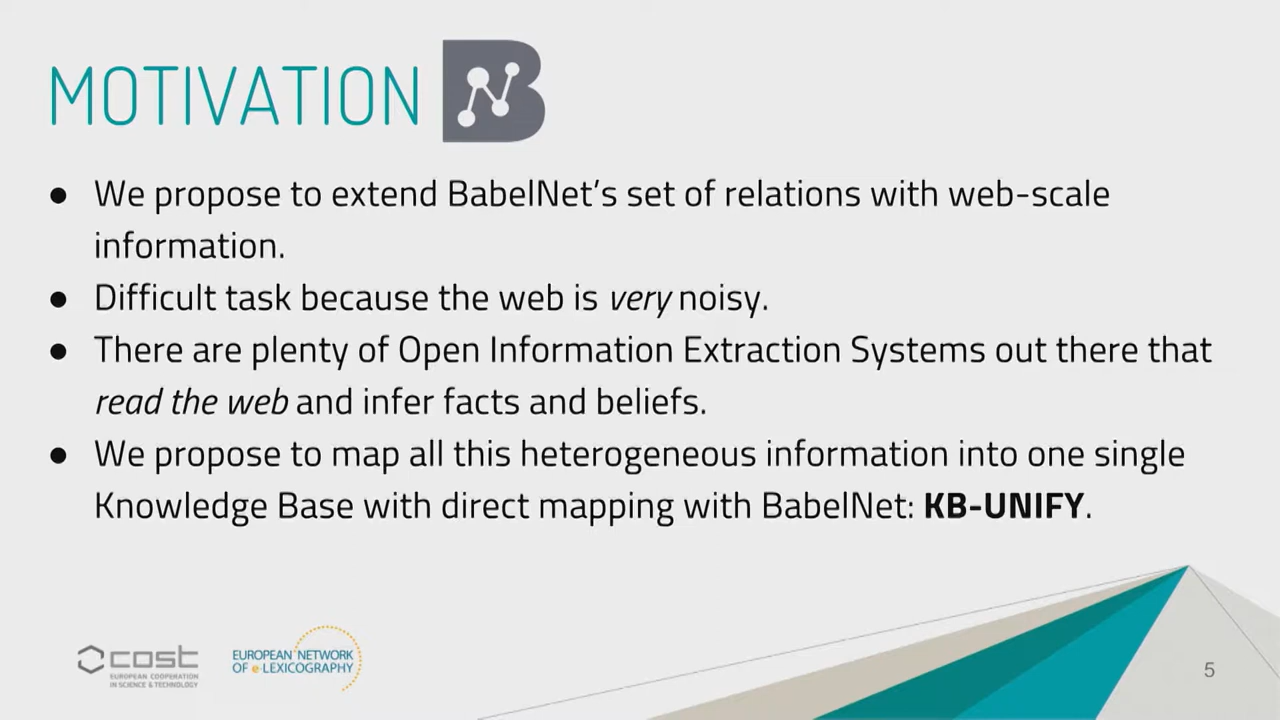 MOTIVATION
● We propose to extend BabelNet’s set of relations with web-scale
information.
● Difficult task because the web is very noisy.
● There are plenty of Open Information Extraction Systems out there that
read the web and infer facts and beliefs.
● We propose to map all this heterogeneous information into one single
Knowledge Base with direct mapping with BabelNet: KB-UNIFY.
cost
EUROPEAN COOPERATION
IN SCIENCE & TECHNOLOGY
EUROPEAN NETWORK
OF e-LEXICOGRAPHY
5